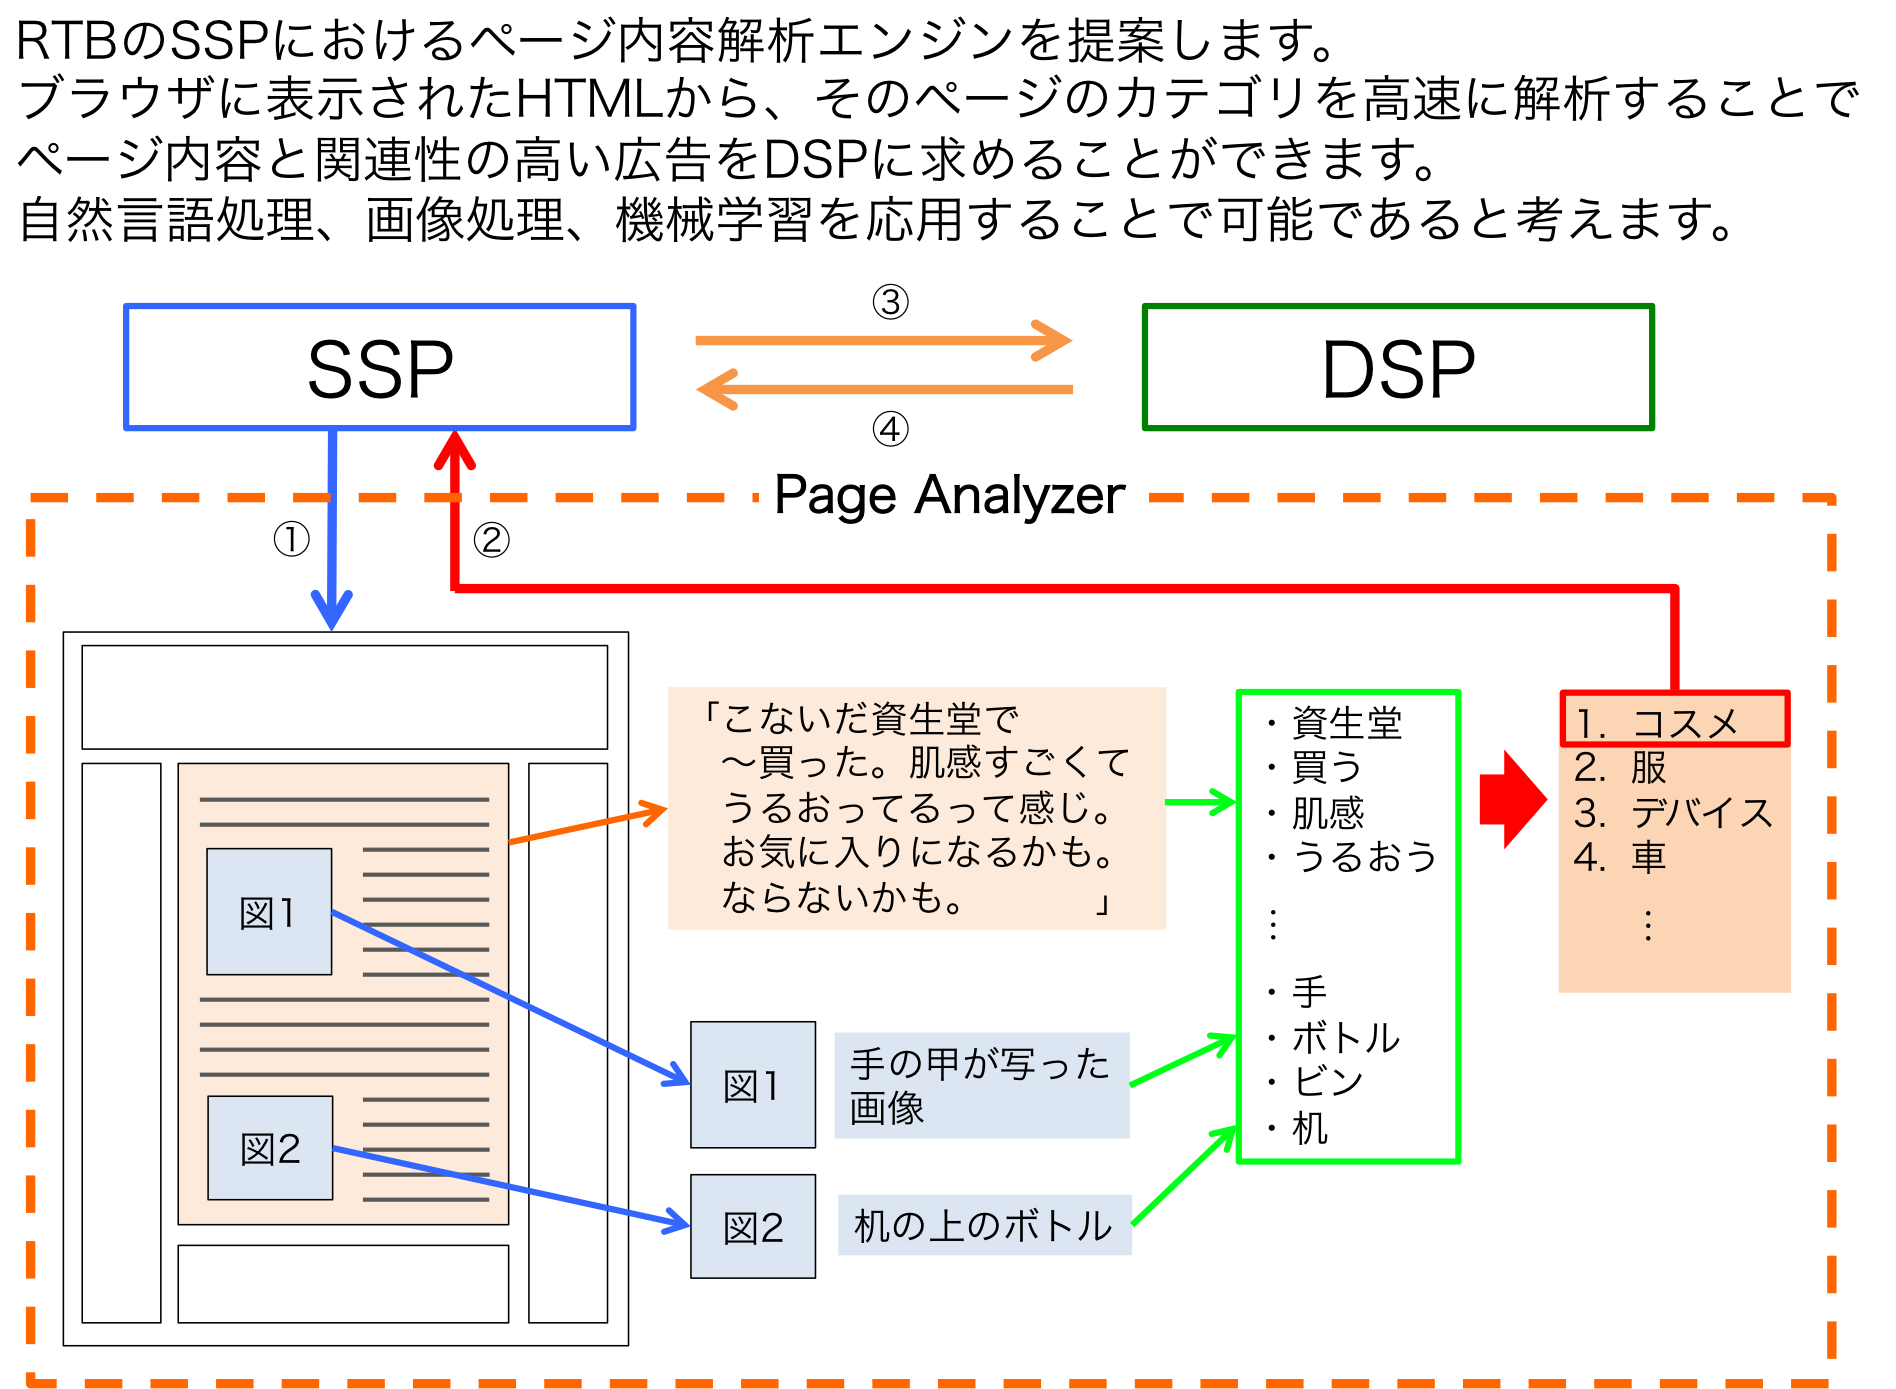 RTBのSSPにおけるページ内容解析エンジンを提案します。
ブラウザに表示されたHTMLから、そのページのカテゴリを高速に解析することで
ページ内容と関連性の高い広告をDSPに求めることができます。
自然言語処理、画像処理、機械学習を応用することで可能であると考えます。
SSP
③
④
DSP
Page Analyzer
①
②
図1
図2
「こないだ資生堂で
～買った。肌感すごくて
うるおってるって感じ。
お気に入りになるかも。
ならないかも。 」
図1
手の甲が写った
画像
図2
机の上のボトル
・資生堂
・買う
・肌感
・うるおう
…
・手
・ボトル
・ビン
・机
1. コスメ
2. 服
3. デバイス
4. 車
…